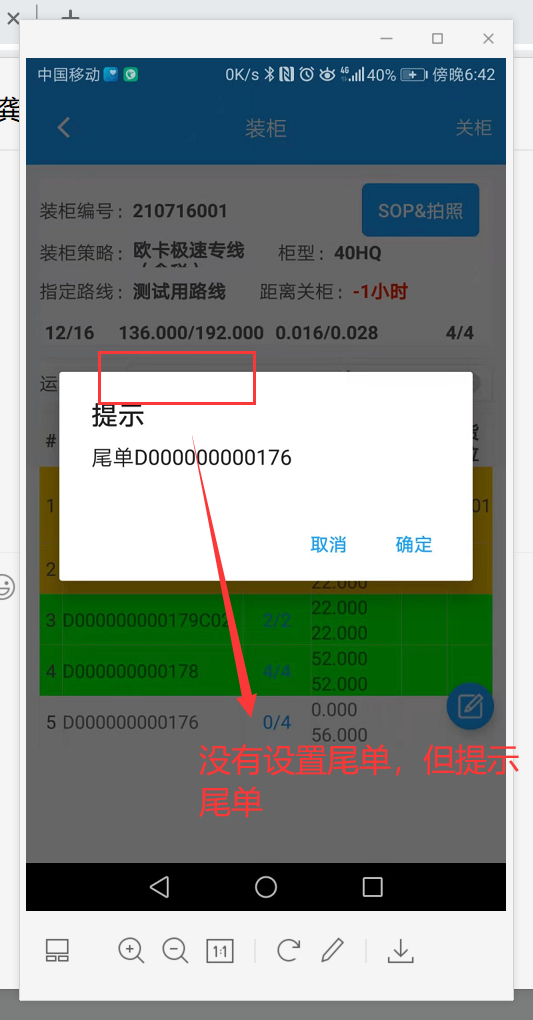 龚
中国移动 0K/s 4G 40% 傍晚6:42
装柜 关柜
装柜编号：210716001 SOP&拍照
装柜策略：欧卡极速专线 柜型：40HQ
指定路线：测试用路线 距离关柜：-1小时
12/16 136.000/192.000 0.016/0.028 4/4
运
提示
#
尾单D000000000176
1 01
取消 确定
2
22.000
3 D000000000179C02 2/2 22.000
22.000
4 D000000000178 4/4 52.000
52.000
5 D000000000176 0/4 0.000
56.000
没有设置尾单，但提示
尾单
1:1